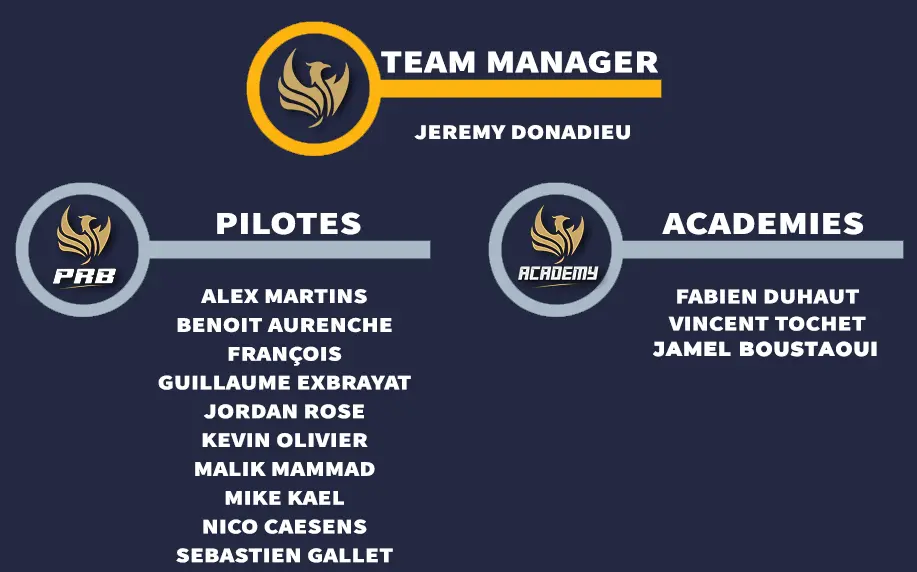 TEAM MANAGER
JEREMY DONADIEU
PILOTES
PRB
ALEX MARTINS
BENOIT AURENCHE
FRANÇOIS
GUILLAUME EXBRAYAT
JORDAN ROSE
KEVIN OLIVIER
MALIK MAMMAD
MIKE KAEL
NICO CAESENS
SEBASTIEN GALLET
ACADEMIES
ACADEMY
FABIEN DUHAUT
VINCENT TOCHET
JAMEL BOUSTAOUI